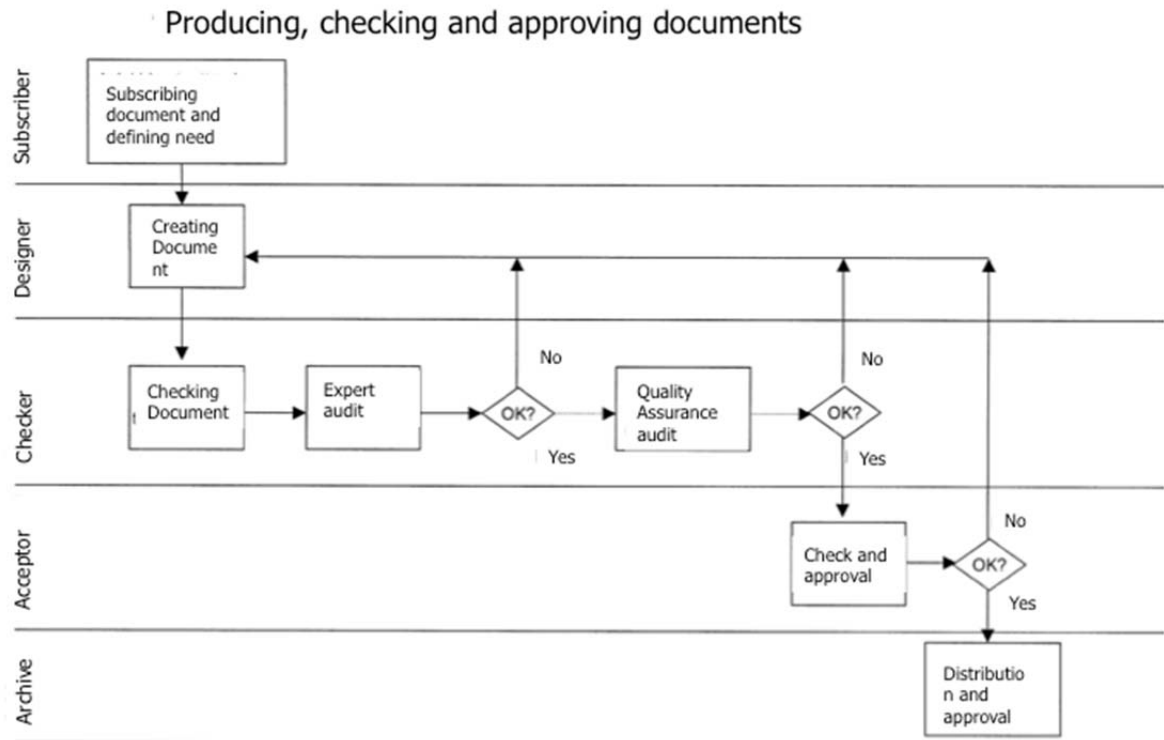 Producing, checking and approving documents
Subscriber
Subscribing
document and
defining need
Designer
Creating
Docume
nt
Checker
Checking
Document
Expert
audit
No
OK?
Yes
Quality
Assurance
audit
No
OK?
Yes
Acceptor
Check and
approval
No
OK?
Yes
Archive
Distributio
n and
approval